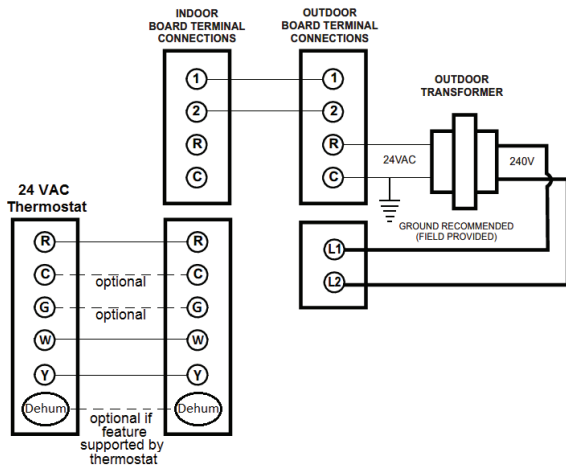 INDOOR
BOARD TERMINAL
CONNECTIONS
OUTDOOR
BOARD TERMINAL
CONNECTIONS
1
1
2
2
R
R
C
C
24VAC
OUTDOOR
TRANSFORMER
240V
GROUND RECOMMENDED
(FIELD PROVIDED)
L1
L2
24 VAC
Thermostat
R
R
C
C
optional
G
G
optional
W
W
Y
Y
Dehum
Dehum
optional if
feature
supported by
thermostat